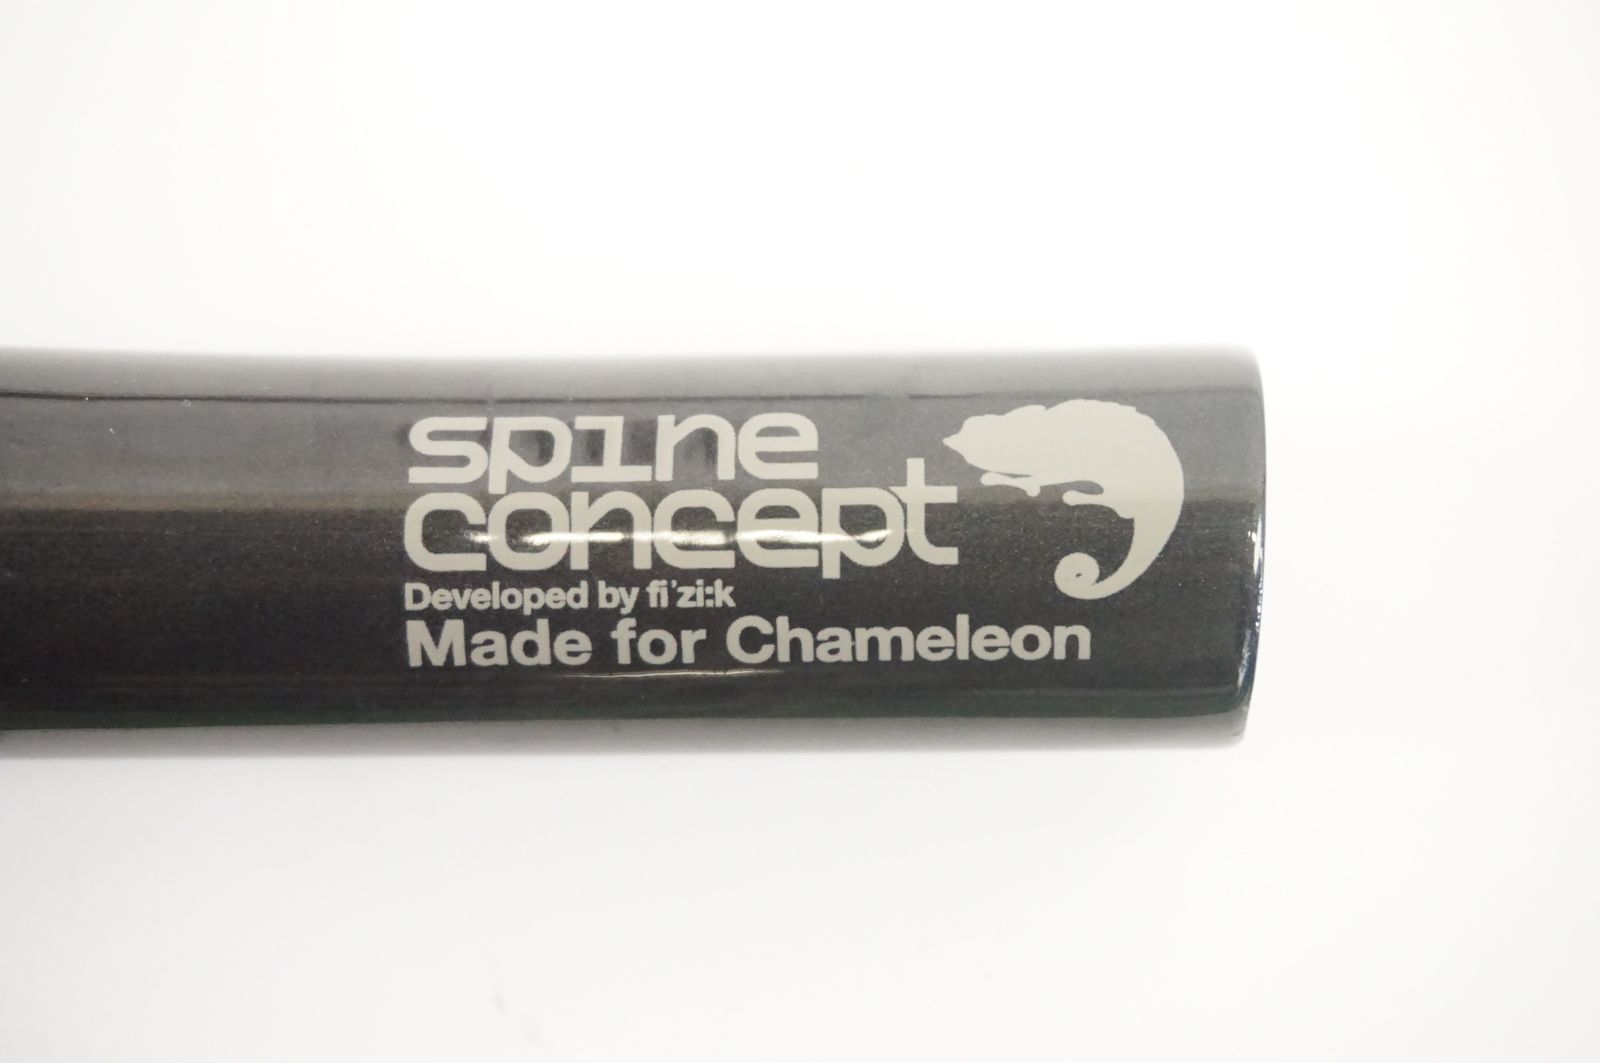 spine
concept
Developed by fi'zi:k
Made for Chameleon